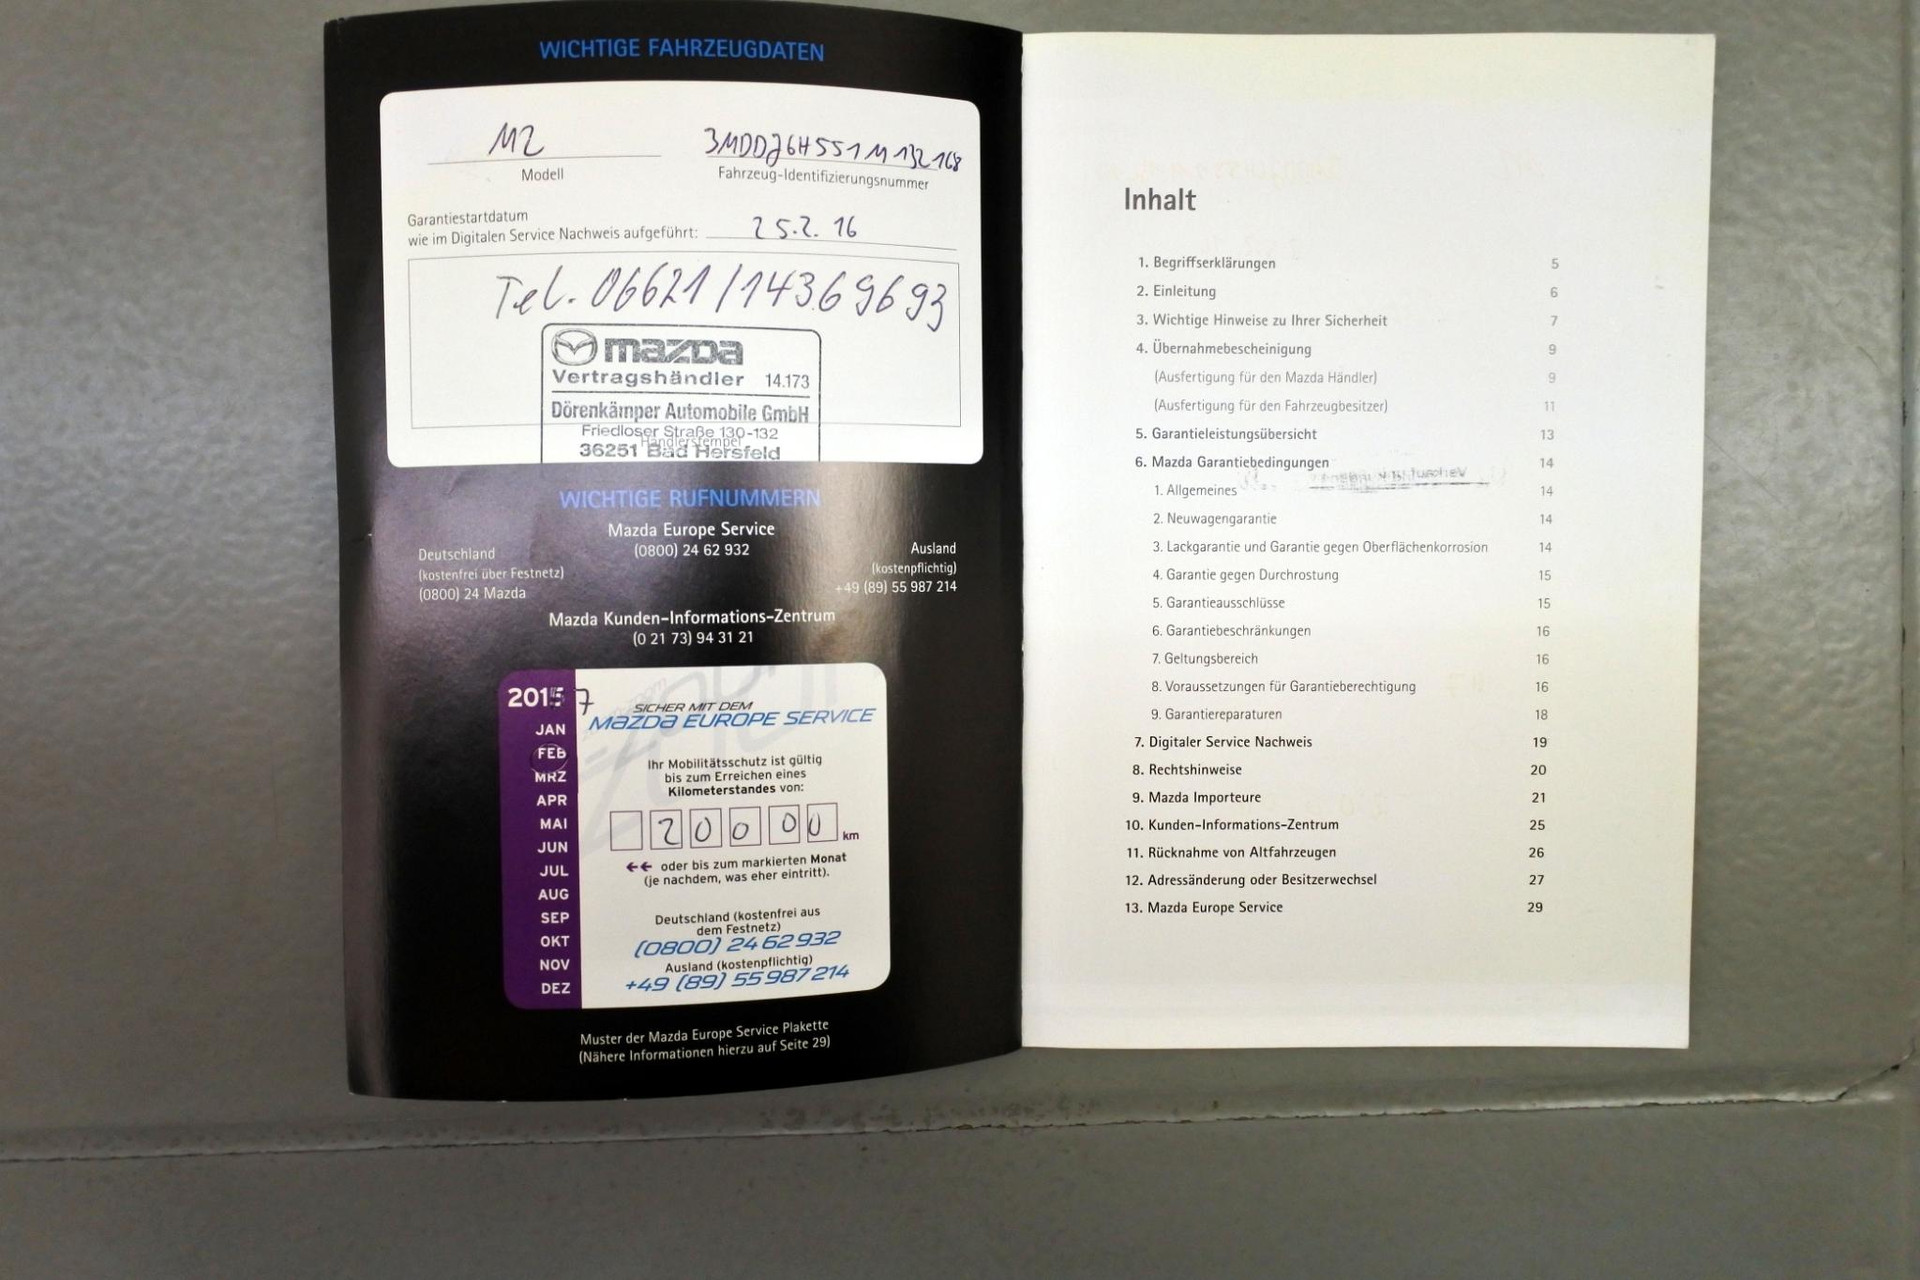 WICHTIGE FAHRZEUGDATEN
M2 3MDDJ6H551M132168
Modell Fahrzeug-Identifizierungsnummer
Garantiestartdatum
wie im Digitalen Service Nachweis aufgeführt: 25.2.16
Tel. 06621/14369693
mazda
Vertragshändler 14.173
Dörenkämper Automobile GmbH
Friedloser Straße 130-132
Händlerstempel
36251 Bad Hersfeld
WICHTIGE RUFNUMMERN
Mazda Europe Service
(0800) 24 62 932
Deutschland
(kostenfrei über Festnetz)
(0800) 24 Mazda
Ausland
(kostenpflichtig)
+49 (89) 55 987 214
Mazda Kunden-Informations-Zentrum
(0 21 73) 94 31 21
2015 7
JAN
FEB
MRZ
APR
MAI
JUN
JUL
AUG
SEP
OKT
NOV
DEZ
SICHER MIT DEM
MAZDA EUROPE SERVICE
Ihr Mobilitätsschutz ist gültig
bis zum Erreichen eines
Kilometerstandes von:
20000 km
←← oder bis zum markierten Monat
(je nachdem, was eher eintritt).
Deutschland (kostenfrei aus
dem Festnetz)
(0800) 24 62 932
Ausland (kostenpflichtig)
+49 (89) 55 987 214
Muster der Mazda Europe Service Plakette
(Nähere Informationen hierzu auf Seite 29)
Inhalt
1. Begriffserklärungen 5
2. Einleitung 6
3. Wichtige Hinweise zu Ihrer Sicherheit 7
4. Übernahmebescheinigung 9
(Ausfertigung für den Mazda Händler) 9
(Ausfertigung für den Fahrzeugbesitzer) 11
5. Garantieleistungsübersicht 13
6. Mazda Garantiebedingungen 14
1. Allgemeines 14
2. Neuwagengarantie 14
3. Lackgarantie und Garantie gegen Oberflächenkorrosion 14
4. Garantie gegen Durchrostung 15
5. Garantieausschlüsse 15
6. Garantiebeschränkungen 16
7. Geltungsbereich 16
8. Voraussetzungen für Garantieberechtigung 16
9. Garantiereparaturen 18
7. Digitaler Service Nachweis 19
8. Rechtshinweise 20
9. Mazda Importeure 21
10. Kunden-Informations-Zentrum 25
11. Rücknahme von Altfahrzeugen 26
12. Adressänderung oder Besitzerwechsel 27
13. Mazda Europe Service 29